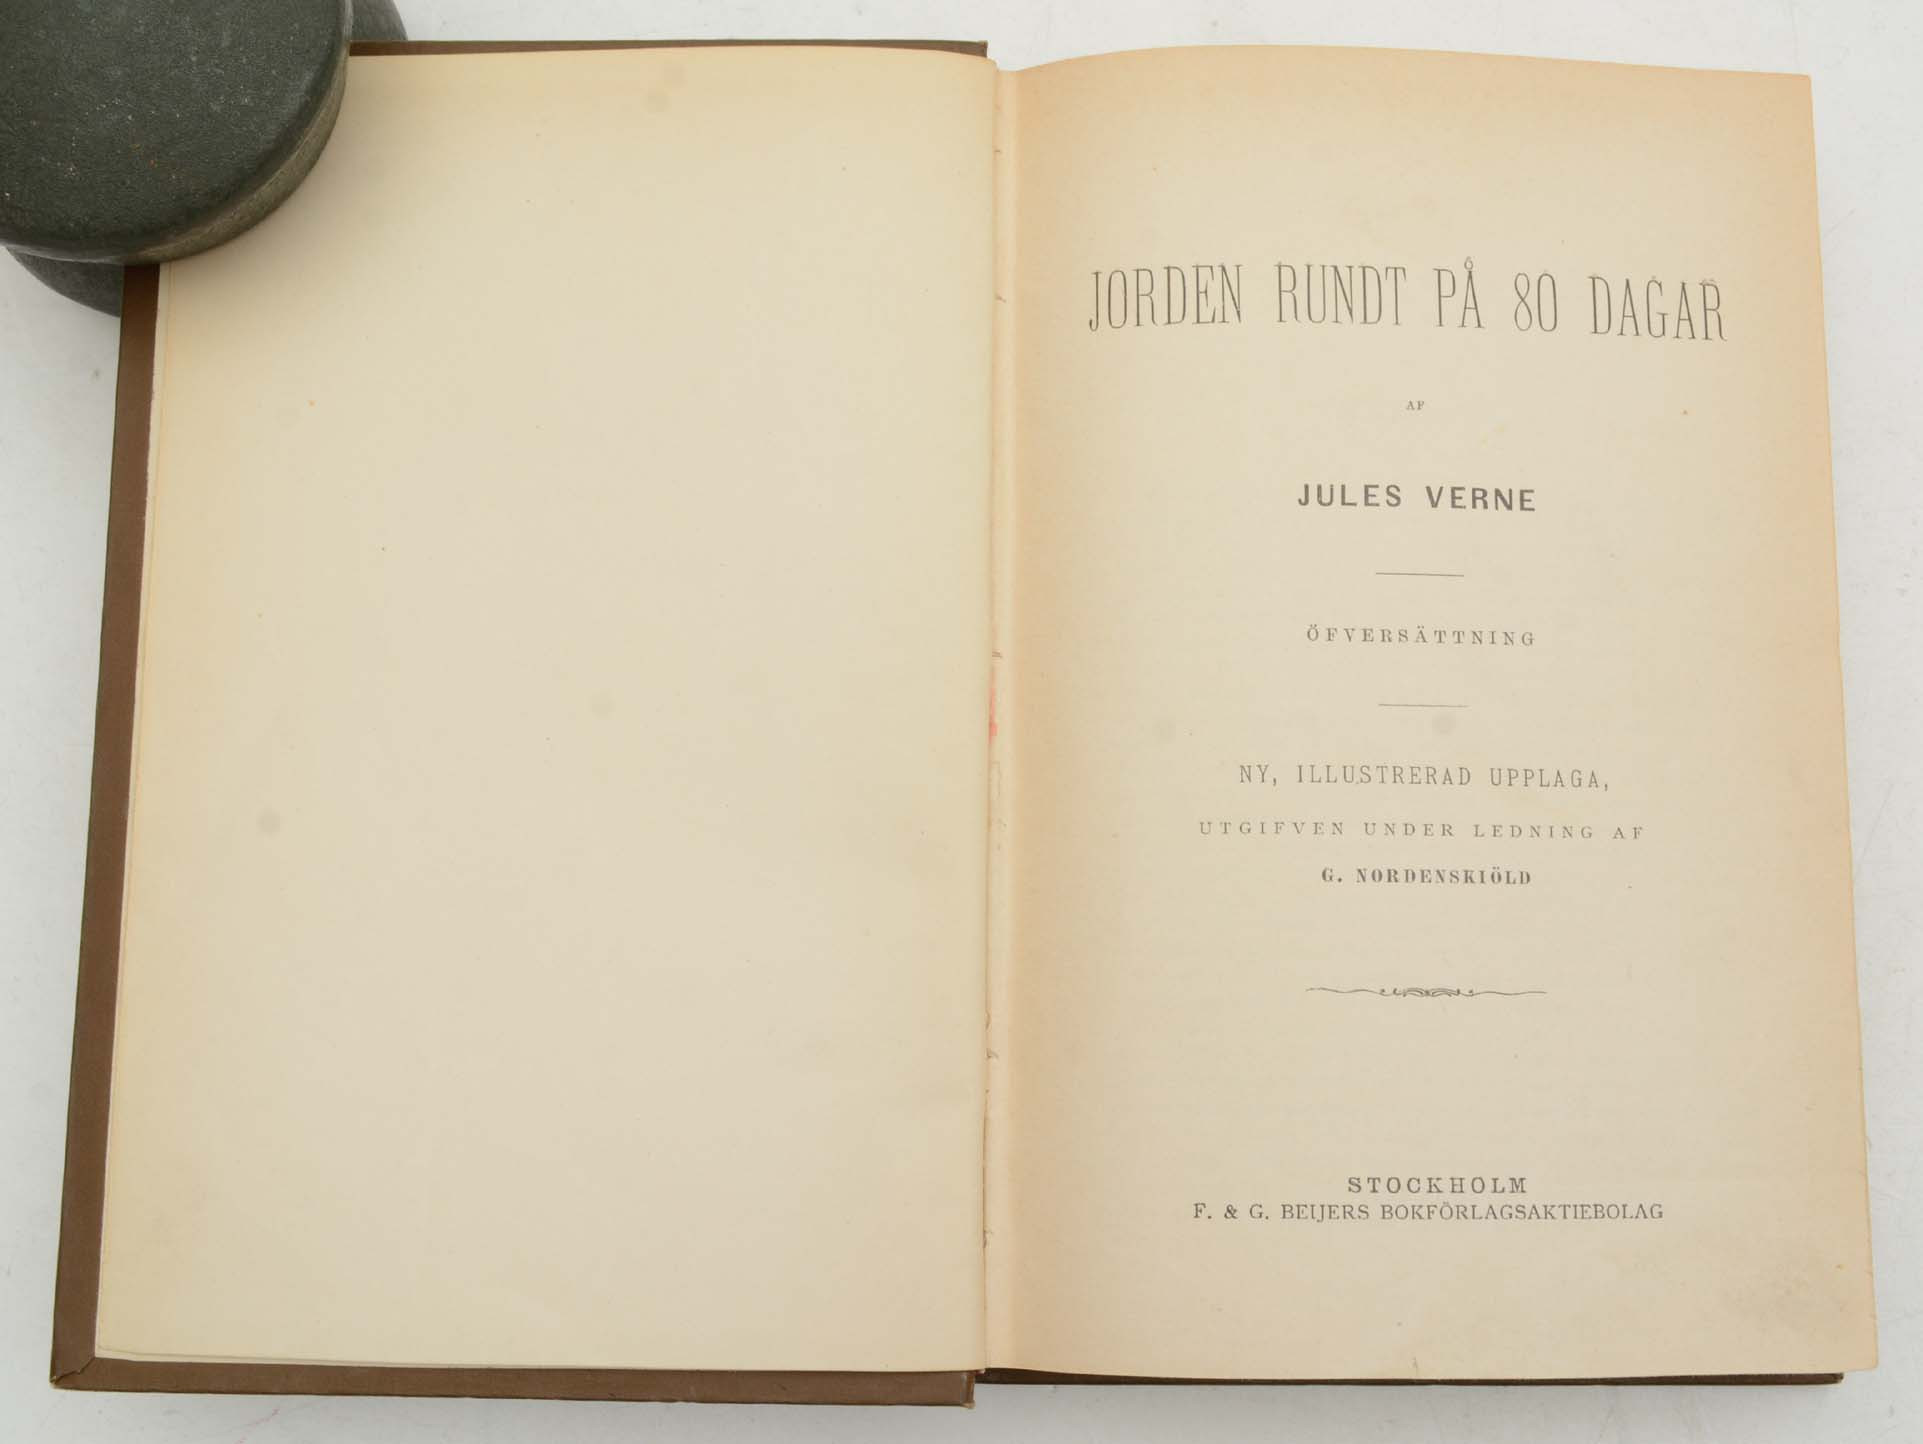 JORDEN RUNDT PÅ 80 DAGAR
AF
JULES VERNE
ÖFVERSÄTTNING
NY, ILLUSTRERAD UPPLAGA,
UTGIFVEN UNDER LEDNING AF
G. NORDENSKIÖLD
STOCKHOLM
F. & G. BEIJERS BOKFÖRLAGSAKTIEBOLAG